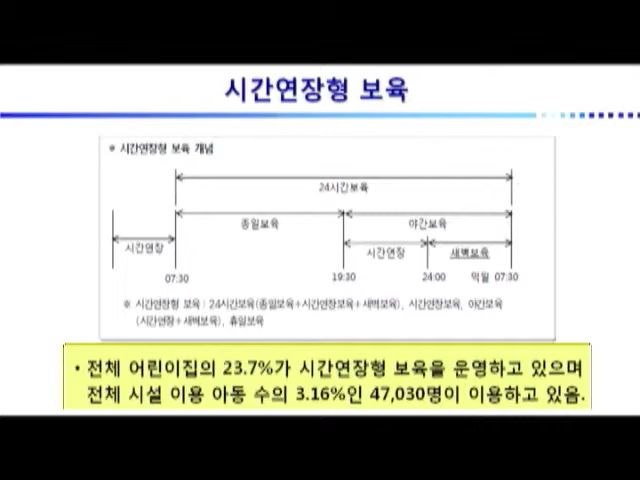 시간연장형 보육
※ 시간연장형 보육 개념
24시간보육
종일보육
야간보육
시간연장
시간연장
새벽보육
07:30
19:30
24:00
익일 07:30
※ 시간연장형 보육 : 24시간보육(종일보육+시간연장보육+새벽보육), 시간연장보육, 야간보육
(시간연장+새벽보육), 휴일보육
• 전체 어린이집의 23.7%가 시간연장형 보육을 운영하고 있으며
전체 시설 이용 아동 수의 3.16%인 47,030명이 이용하고 있음.